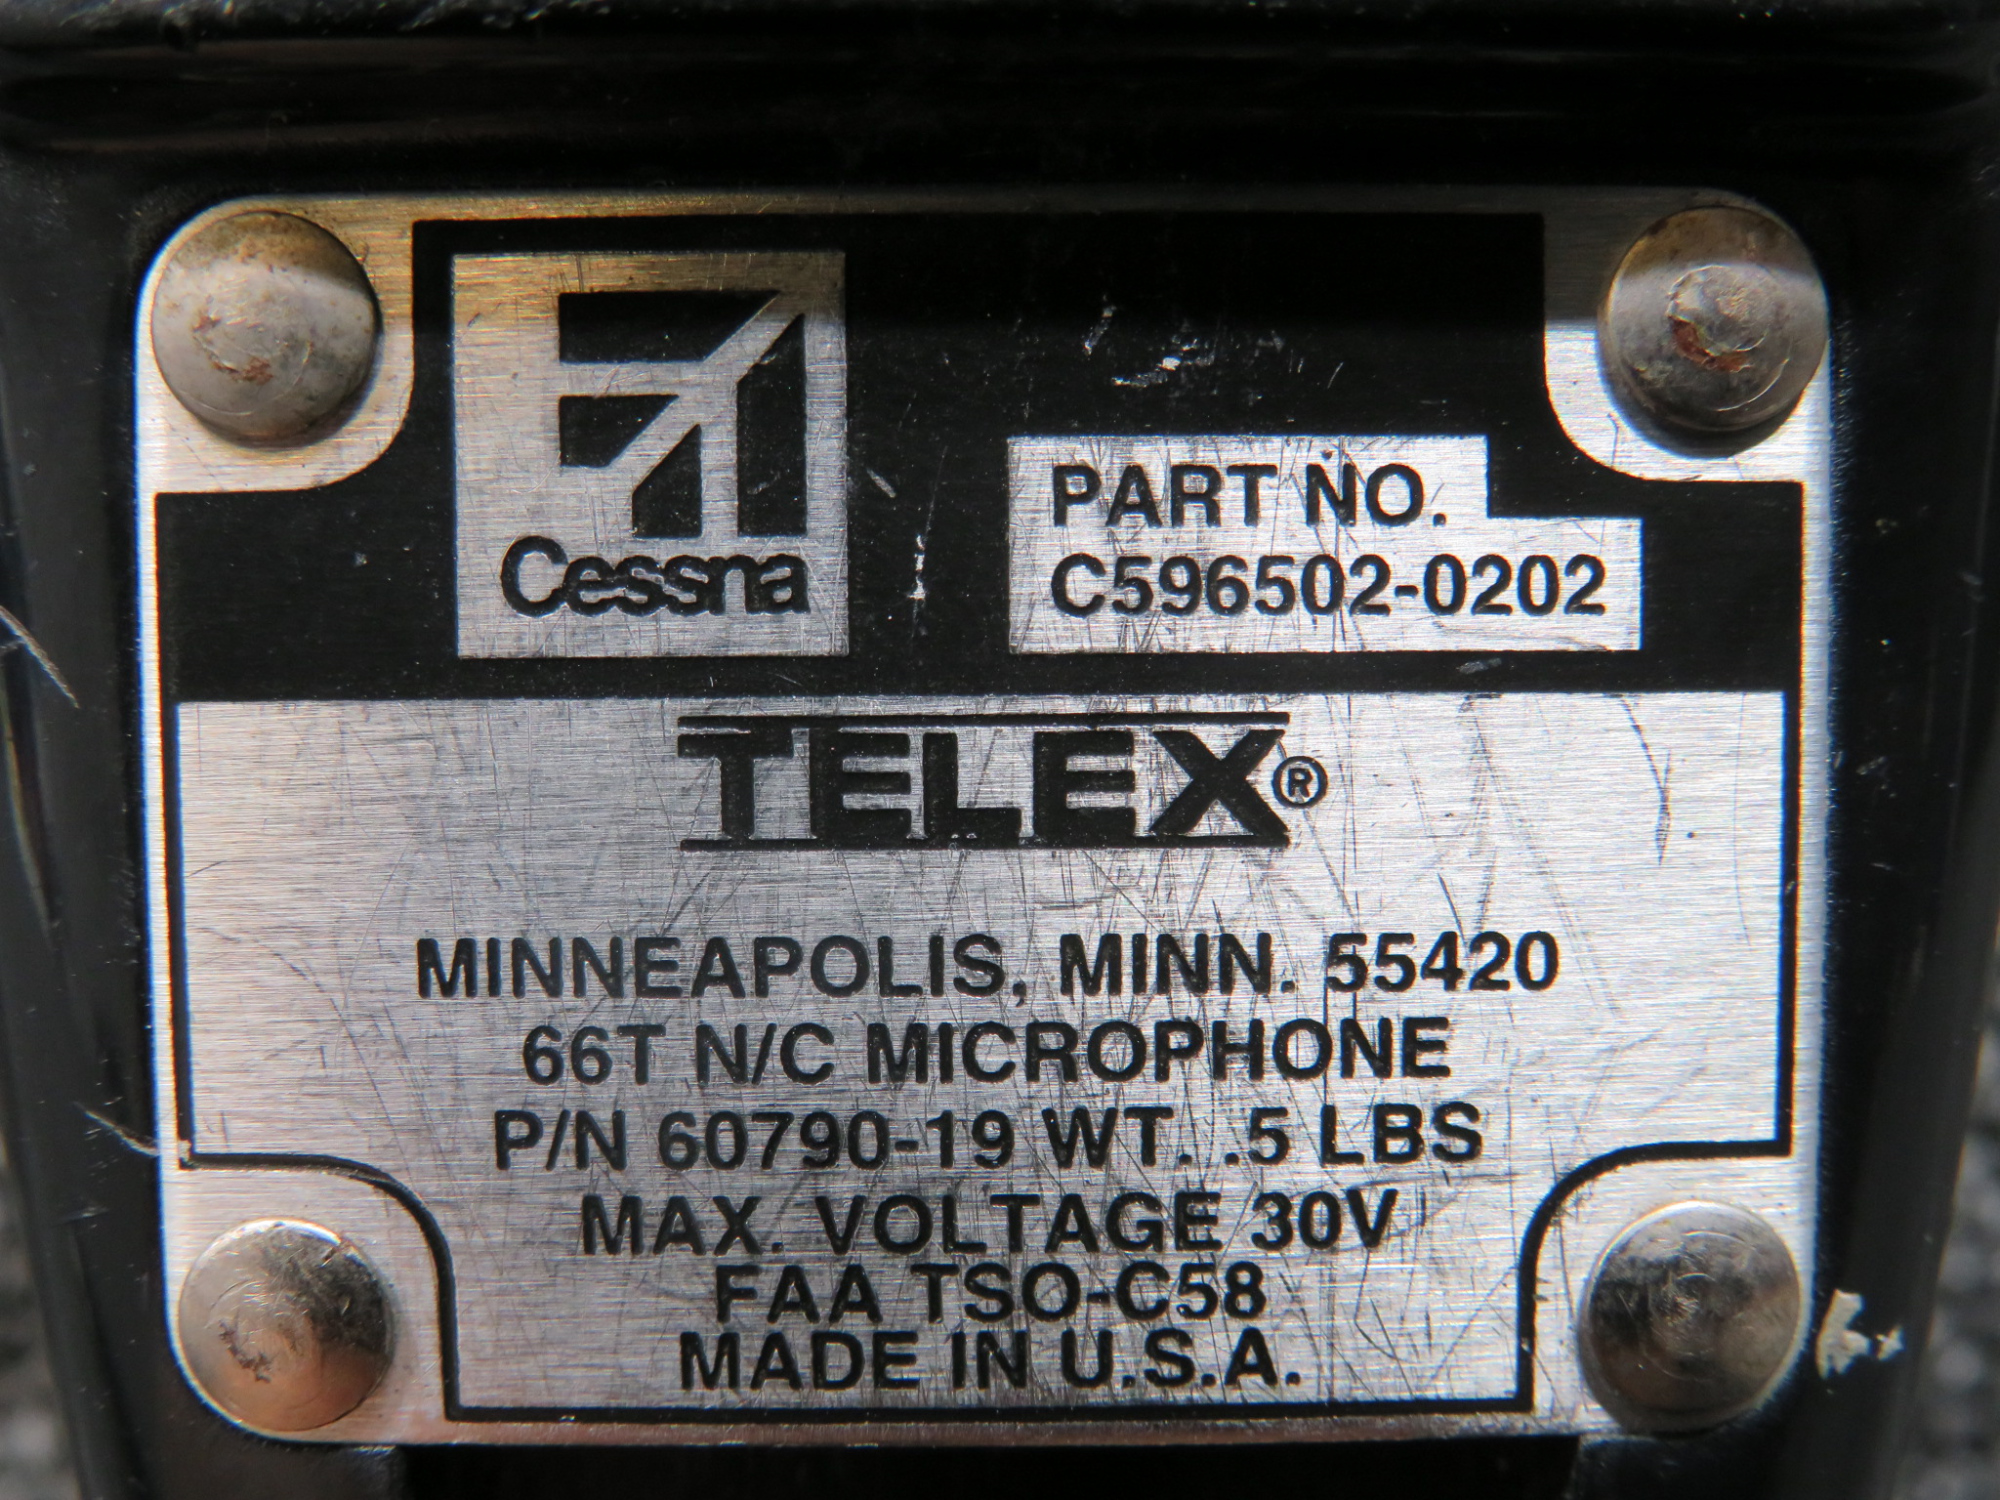 Cessna
PART NO.
C596502-0202
TELEX®
MINNEAPOLIS, MINN. 55420
66T N/C MICROPHONE
P/N 60790-19 WT. .5 LBS
MAX. VOLTAGE 30V
FAA TSO-C58
MADE IN U.S.A.